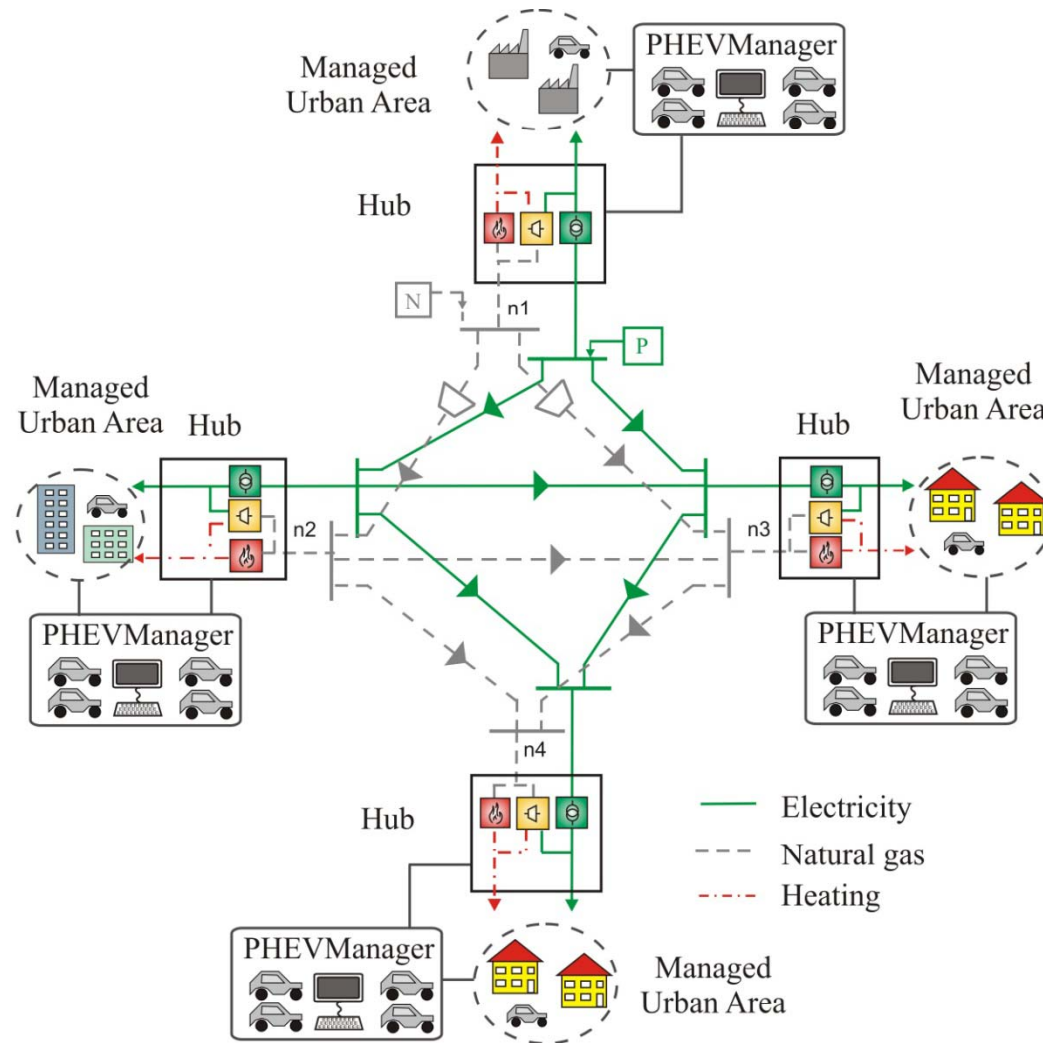 PHEVManager
Managed
Urban Area
Hub
N
n1
P
Managed
Urban Area
Hub
Hub
Managed
Urban Area
n2
n3
PHEVManager
PHEVManager
n4
Hub
Electricity
Natural gas
Heating
PHEVManager
Managed
Urban Area